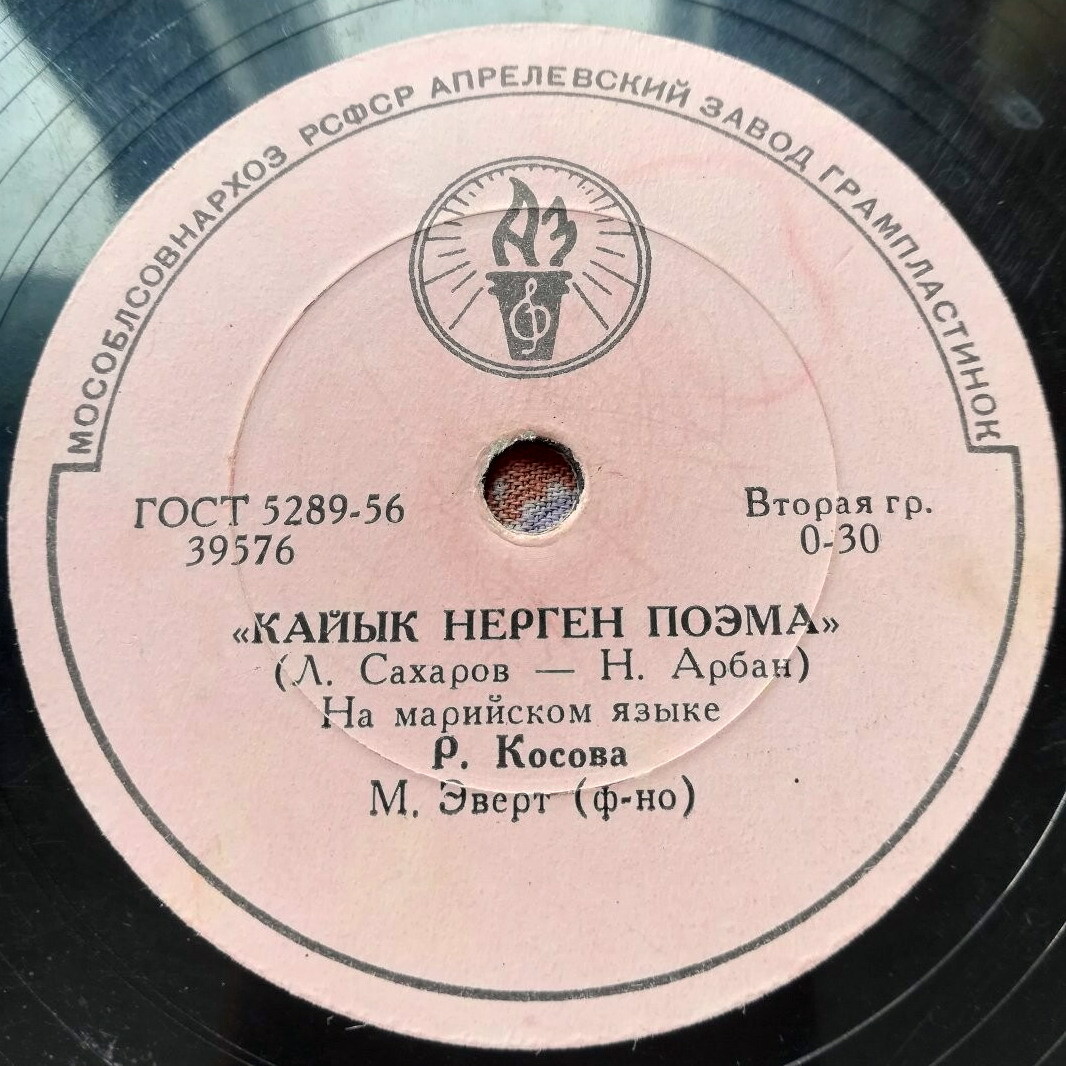 МОСОБЛСОВНАРХОЗ РСФСР АПРЕЛЕВСКИЙ ЗАВОД ГРАМПЛАСТИНОК
АЗ
ГОСТ 5289-56
39576
Вторая гр.
0-30
«КАЙЫК НЕРГЕН ПОЭМА»
(Л. Сахаров — Н. Арбан)
На марийском языке
Р. Косова
М. Эверт (ф-но)